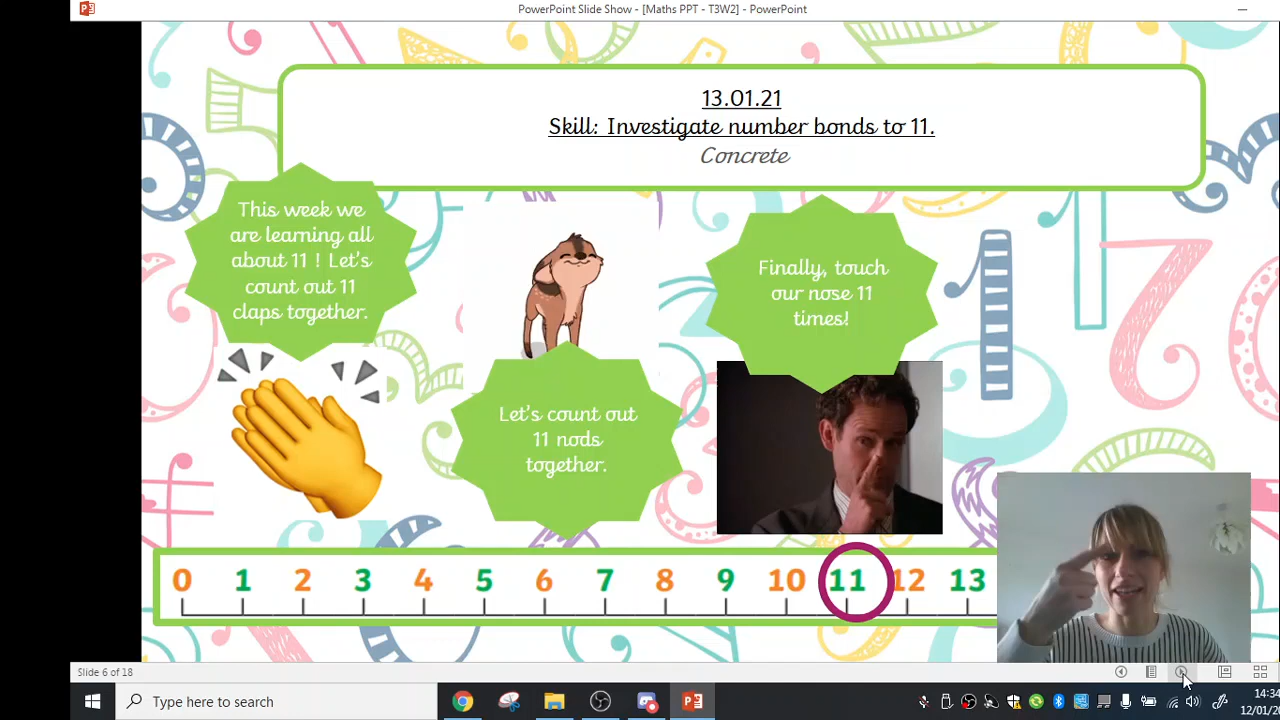 PowerPoint Slide Show - [Maths PPT - T3W2] - PowerPoint
13.01.21
Skill: Investigate number bonds to 11.
Concrete
This week we
are learning all
about 11 ! Let's
count out 11
claps together.
Let's count out
11 nods
together.
Finally, touch
our nose 11
times!
0 1 2 3 4 5 6 7 8 9 10 11 12 13
Slide 6 of 18
Type here to search
14:34
12/01/2